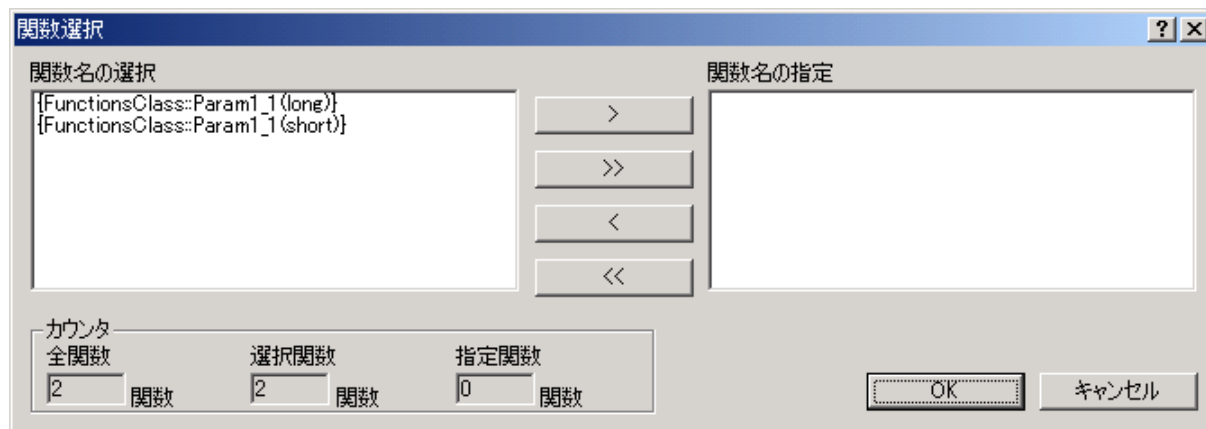 関数選択
関数名の選択
{FunctionsClass::Param1_1(long)}
{FunctionsClass::Param1_1(short)}
>
>>
<
<<
関数名の指定
カウンタ
全関数 選択関数 指定関数
2 関数 2 関数 0 関数
OK キャンセル